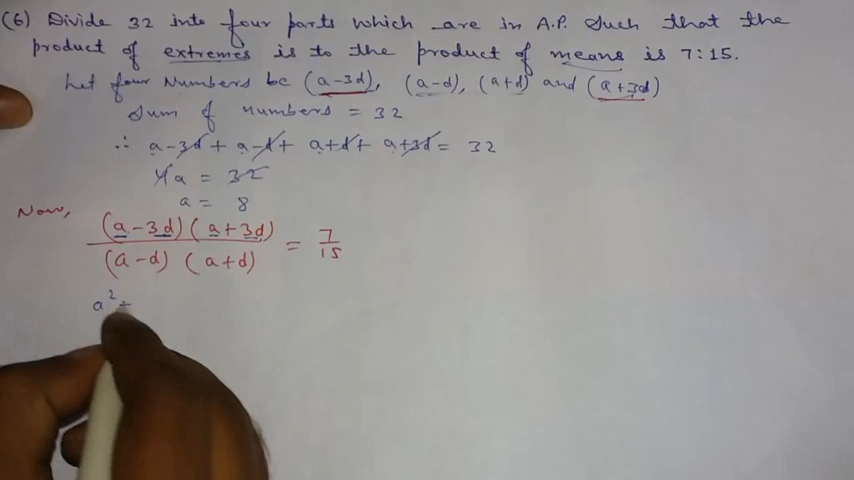 (6) Divide 32 into four parts which are in A.P. such that the
product of extremes is to the product of means is 7:15.
Let four Numbers be (a-3d), (a-d), (a+d) and (a+3d)
Sum of numbers = 32
∴ a-3d + a-d + a+d + a+3d = 32
4a = 32
a = 8
Now, (a-3d)(a+3d) / (a-d) (a+d) = 7/15
a² +